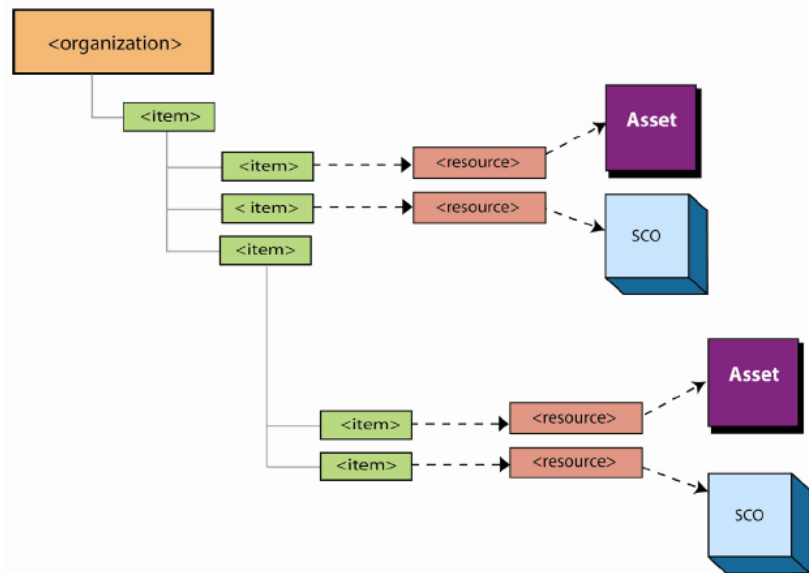 <organization>
<item>
<item>
<resource>
Asset
< item>
<resource>
SCO
<item>
Asset
<item>
<resource>
<item>
<resource>
SCO